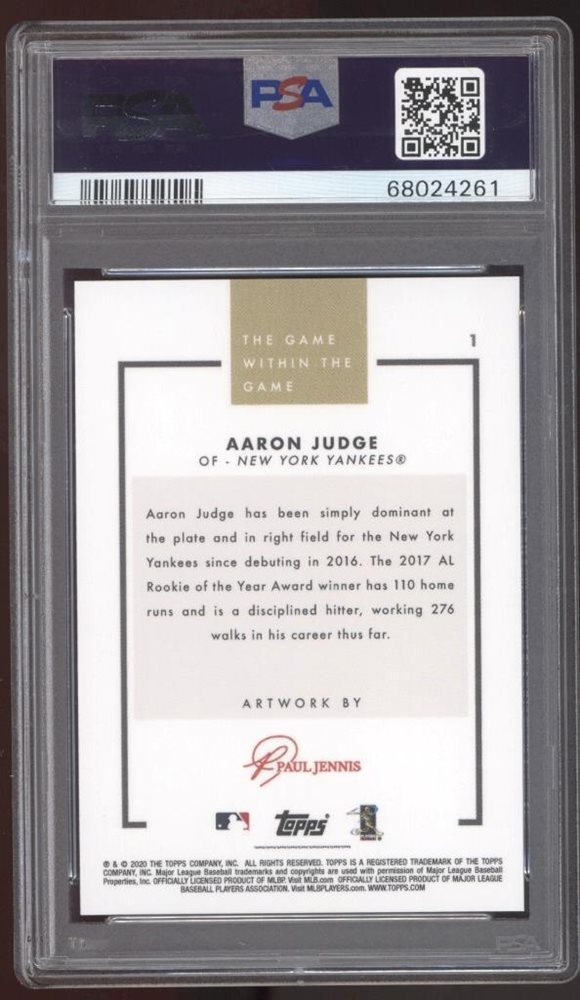 PSA
PSA
68024261
THE GAME
WITHIN THE
GAME
1
AARON JUDGE
OF - NEW YORK YANKEES®
Aaron Judge has been simply dominant at
the plate and in right field for the New York
Yankees since debuting in 2016. The 2017 AL
Rookie of the Year Award winner has 110 home
runs and is a disciplined hitter, working 276
walks in his career thus far.
ARTWORK BY
PAUL JENNIS
Topps
® & © 2020 THE TOPPS COMPANY, INC. ALL RIGHTS RESERVED. TOPPS IS A REGISTERED TRADEMARK OF THE TOPPS
COMPANY, INC. Major League Baseball trademarks and copyrights are used with permission of Major League Baseball
Properties, Inc. OFFICIALLY LICENSED PRODUCT OF MLBP. Visit MLB.com OFFICIALLY LICENSED PRODUCT OF MAJOR LEAGUE
BASEBALL PLAYERS ASSOCIATION. Visit MLBPLAYERS.com. WWW.TOPPS.COM
PSA